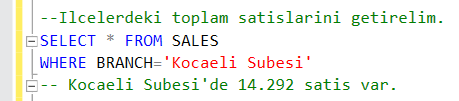 --Ilcelerdeki toplam satislarini getirelim.
SELECT * FROM SALES
WHERE BRANCH='Kocaeli Subesi'
-- Kocaeli Subesi'de 14.292 satis var.